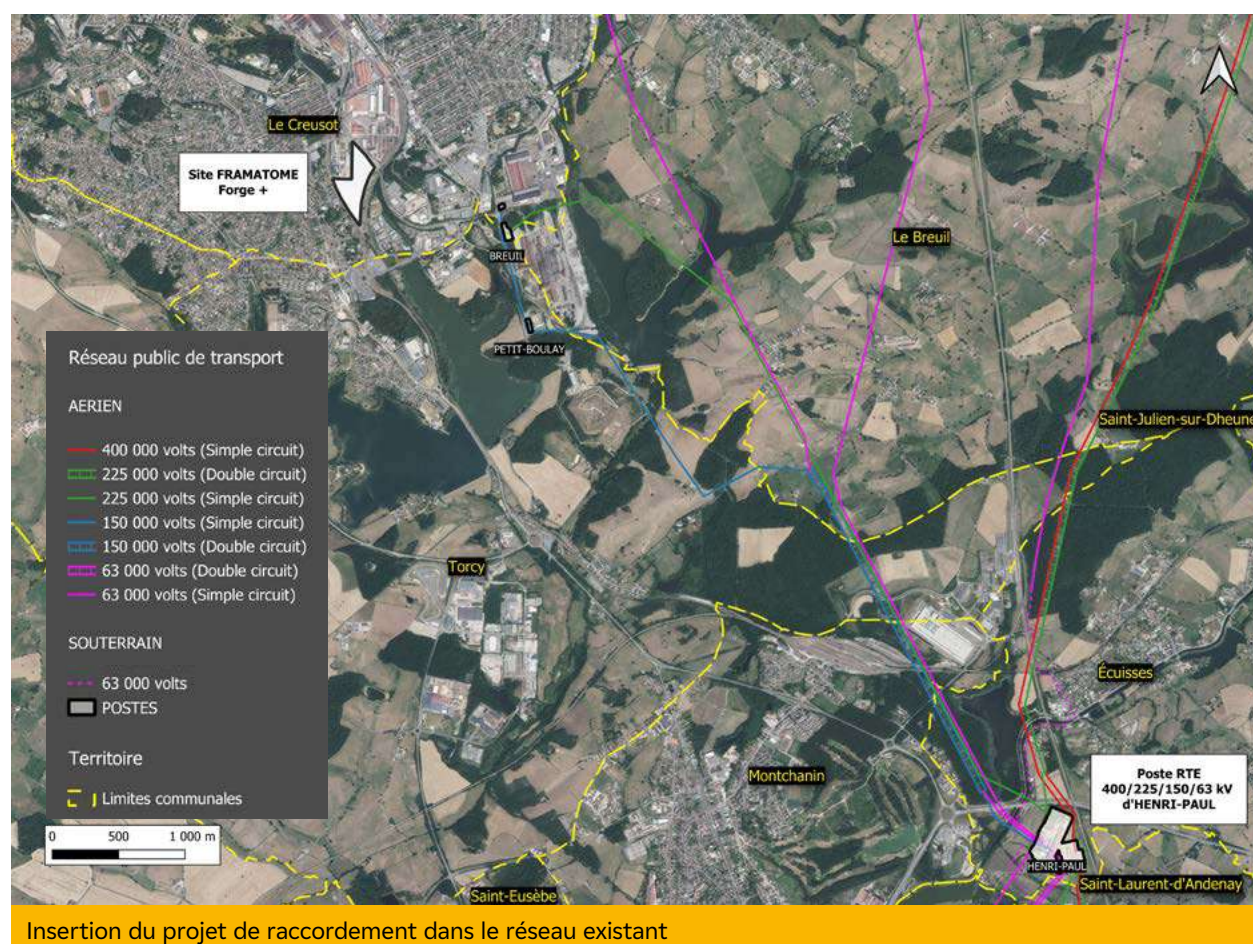 Le Creusot
Site FRAMATOME
Forge +
BREUIL
Le Breuil
PETIT-BOULAY
Réseau public de transport
AERIEN
400 000 volts (Simple circuit)
225 000 volts (Double circuit)
225 000 volts (Simple circuit)
150 000 volts (Simple circuit)
150 000 volts (Double circuit)
63 000 volts (Double circuit)
63 000 volts (Simple circuit)
SOUTERRAIN
63 000 volts
POSTES
Territoire
Limites communales
0 500 1 000 m
Saint-Julien-sur-Dheune
Torcy
Écuisses
Montchanin
Poste RTE
400/225/150/63 kV
d'HENRI-PAUL
HENRI-PAUL
Saint-Laurent-d'Andenay
Saint-Eusèbe
Insertion du projet de raccordement dans le réseau existant